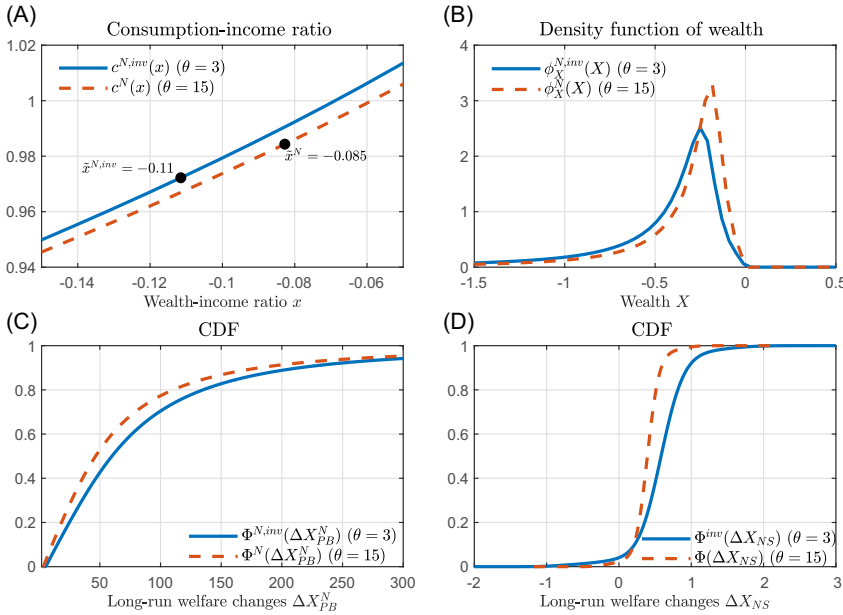 (A)
Consumption-income ratio
1.02
1
0.98
0.96
0.94
c^{N,inv}(x) (θ = 3)
c^N(x) (θ = 15)
x̃^{N,inv} = −0.11
x̃^N = −0.085
-0.14
-0.12
-0.1
-0.08
-0.06
Wealth-income ratio x
(B)
Density function of wealth
4
3
2
1
0
ϕ_X^{N,inv}(X) (θ = 3)
ϕ_X^N(X) (θ = 15)
-1.5
-1
-0.5
0
0.5
Wealth X
(C)
CDF
1
0.8
0.6
0.4
0.2
0
Φ^{N,inv}(ΔX_{PB}^N) (θ = 3)
Φ^N(ΔX_{PB}^N) (θ = 15)
50
100
150
200
250
300
Long-run welfare changes ΔX_{PB}^N
(D)
CDF
1
0.8
0.6
0.4
0.2
0
Φ^{inv}(ΔX_{NS}) (θ = 3)
Φ(ΔX_{NS}) (θ = 15)
-2
-1
0
1
2
3
Long-run welfare changes ΔX_{NS}